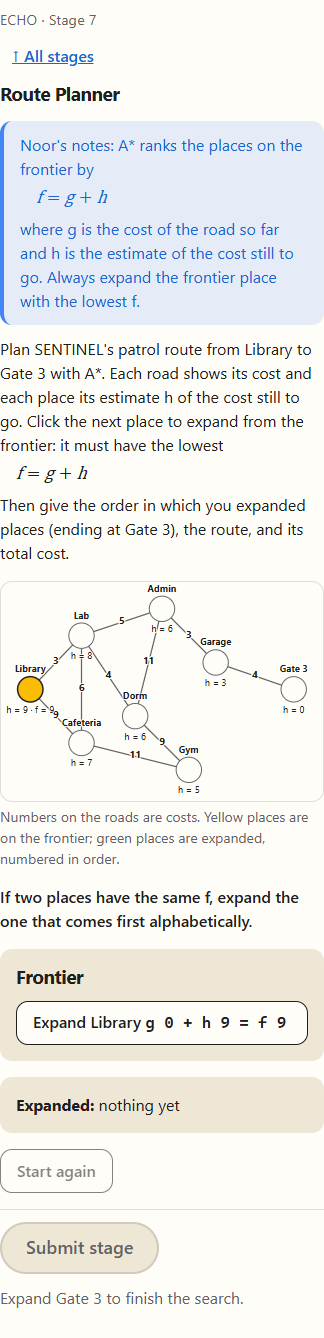 ECHO · Stage 7
↑ All stages
Route Planner
Noor's notes: A* ranks the places on the
frontier by
f = g + h
where g is the cost of the road so far
and h is the estimate of the cost still to
go. Always expand the frontier place
with the lowest f.
Plan SENTINEL's patrol route from Library to
Gate 3 with A*. Each road shows its cost and
each place its estimate h of the cost still to
go. Click the next place to expand from the
frontier: it must have the lowest
f = g + h
Then give the order in which you expanded
places (ending at Gate 3), the route, and its
total cost.
Admin
h = 6
Lab
h = 8
5
3
Garage
h = 3
Library
h = 9 · f = 9
3
4
11
4
Gate 3
h = 0
6
Dorm
h = 6
9
Cafeteria
h = 7
9
11
Gym
h = 5
Numbers on the roads are costs. Yellow places are
on the frontier; green places are expanded,
numbered in order.
If two places have the same f, expand the
one that comes first alphabetically.
Frontier
Expand Library g 0 + h 9 = f 9
Expanded: nothing yet
Start again
Submit stage
Expand Gate 3 to finish the search.